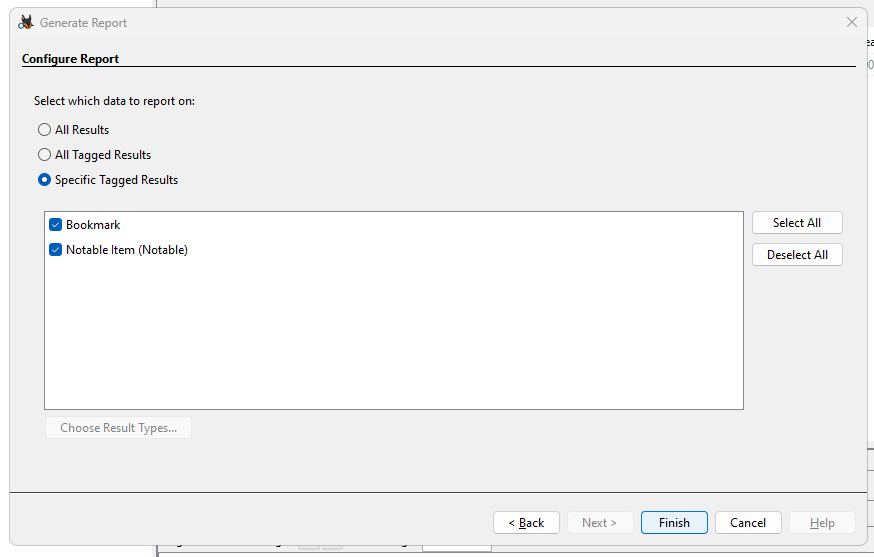 Generate Report
Configure Report
Select which data to report on:
All Results
All Tagged Results
Specific Tagged Results
Bookmark
Notable Item (Notable)
Select All
Deselect All
Choose Result Types...
< Back
Next >
Finish
Cancel
Help